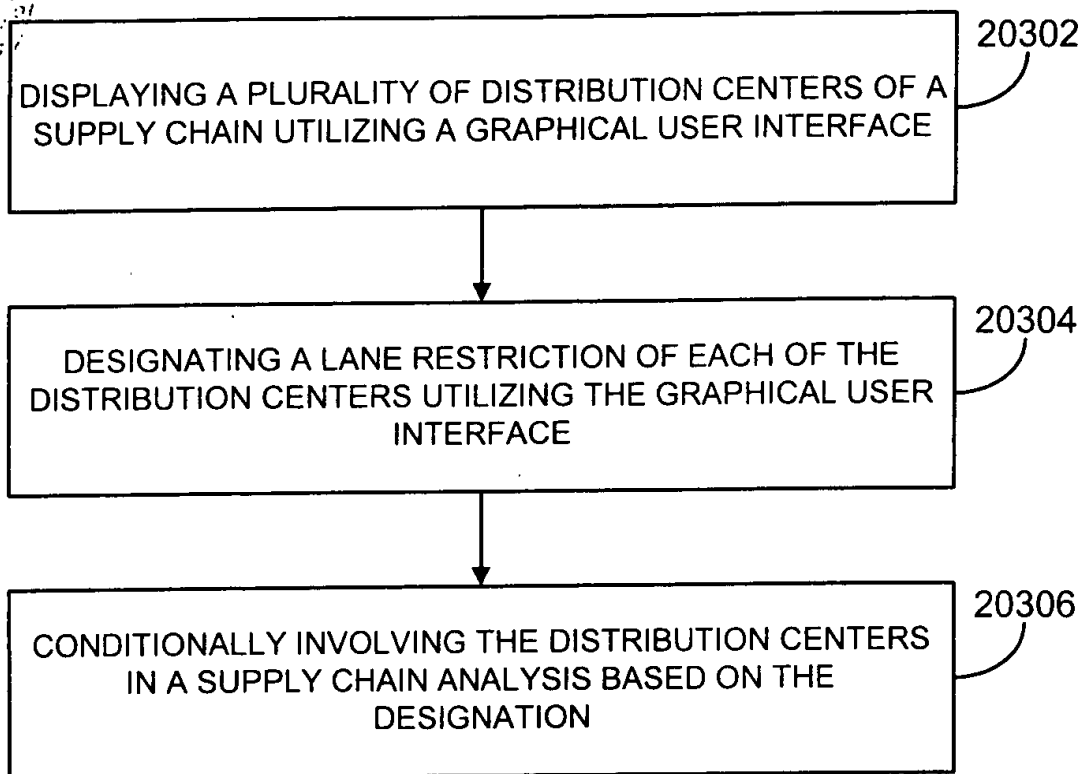 20302
DISPLAYING A PLURALITY OF DISTRIBUTION CENTERS OF A
SUPPLY CHAIN UTILIZING A GRAPHICAL USER INTERFACE
20304
DESIGNATING A LANE RESTRICTION OF EACH OF THE
DISTRIBUTION CENTERS UTILIZING THE GRAPHICAL USER
INTERFACE
20306
CONDITIONALLY INVOLVING THE DISTRIBUTION CENTERS
IN A SUPPLY CHAIN ANALYSIS BASED ON THE
DESIGNATION